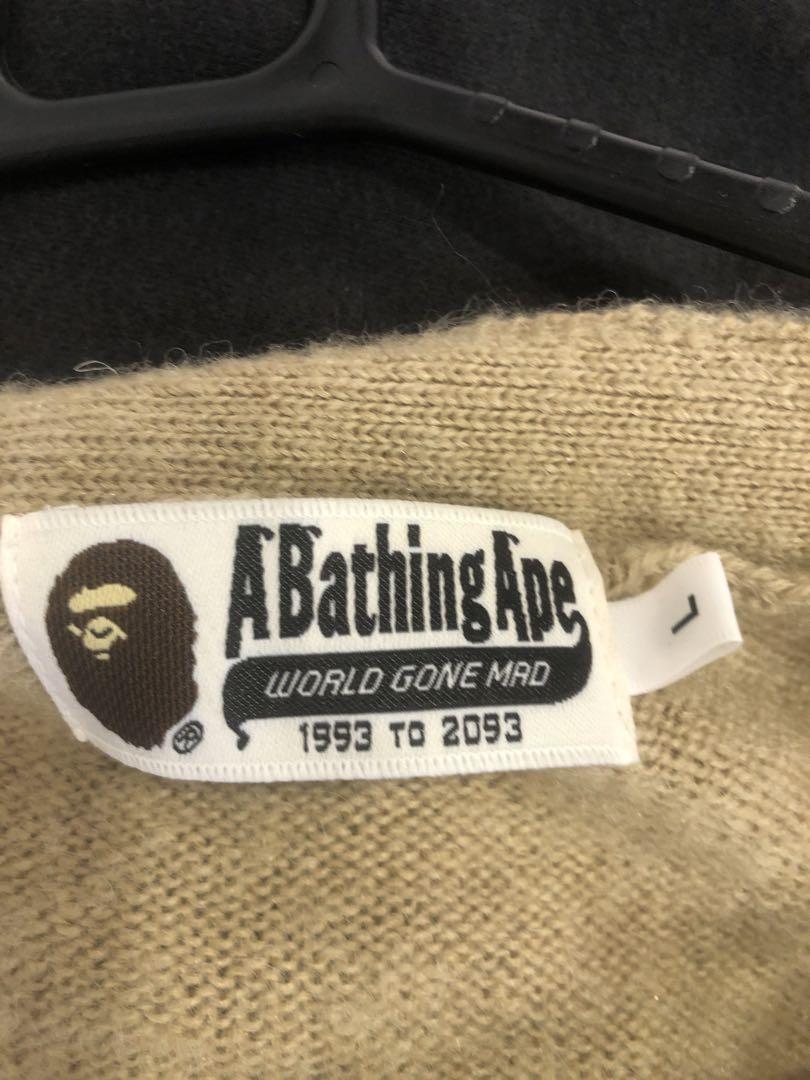 A Bathing Ape
WORLD GONE MAD
1993 TO 2093
L